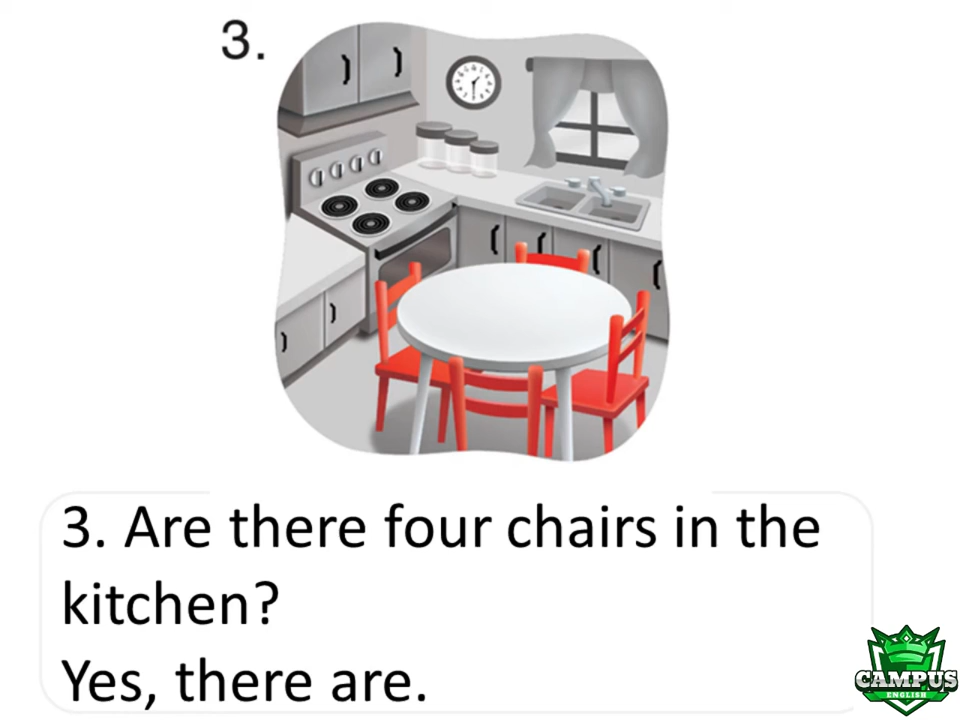 3.
3. Are there four chairs in the
kitchen?
Yes, there are.
CAMPUS
ENGLISH